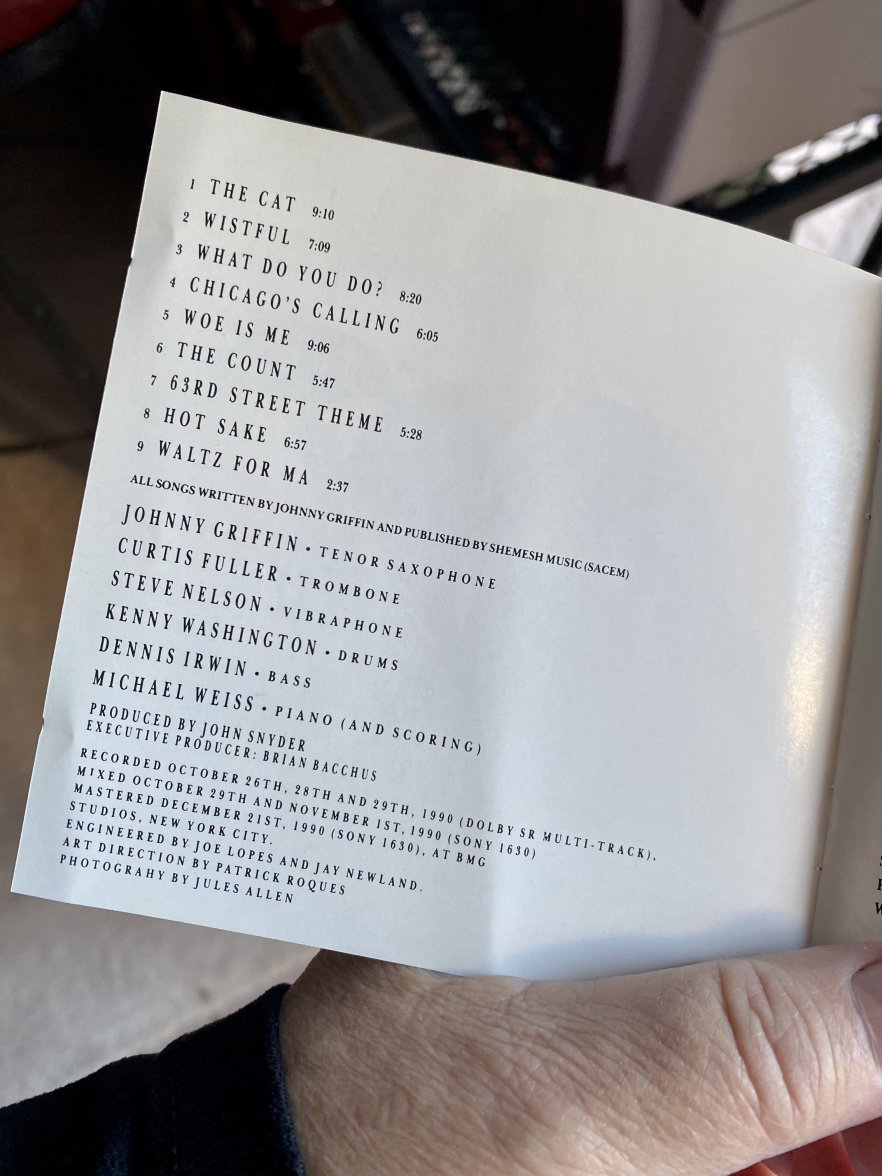 1 THE CAT 9:10
2 WISTFUL 7:09
3 WHAT DO YOU DO? 8:20
4 CHICAGO'S CALLING 6:05
5 WOE IS ME 9:06
6 THE COUNT 5:47
7 63RD STREET THEME 5:28
8 HOT SAKE 6:57
9 WALTZ FOR MA 2:37
ALL SONGS WRITTEN BY JOHNNY GRIFFIN AND PUBLISHED BY SHEMESH MUSIC (SACEM)
JOHNNY GRIFFIN • TENOR SAXOPHONE
CURTIS FULLER • TROMBONE
STEVE NELSON • VIBRAPHONE
KENNY WASHINGTON • DRUMS
DENNIS IRWIN • BASS
MICHAEL WEISS • PIANO (AND SCORING)
PRODUCED BY JOHN SNYDER
EXECUTIVE PRODUCER: BRIAN BACCHUS
RECORDED OCTOBER 26TH, 28TH AND 29TH, 1990 (DOLBY SR MULTI-TRACK),
MIXED OCTOBER 29TH AND NOVEMBER 1ST, 1990 (SONY 1630)
MASTERED DECEMBER 21ST, 1990 (SONY 1630), AT BMG
STUDIOS, NEW YORK CITY.
ENGINEERED BY JOE LOPES AND JAY NEWLAND.
ART DIRECTION BY PATRICK ROQUES
PHOTOGRAHY BY JULES ALLEN